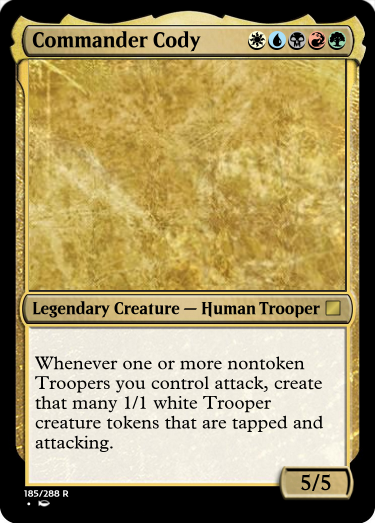 Commander Cody
Legendary Creature — Human Trooper
Whenever one or more nontoken
Troopers you control attack, create
that many 1/1 white Trooper
creature tokens that are tapped and
attacking.
5/5
185/288 R